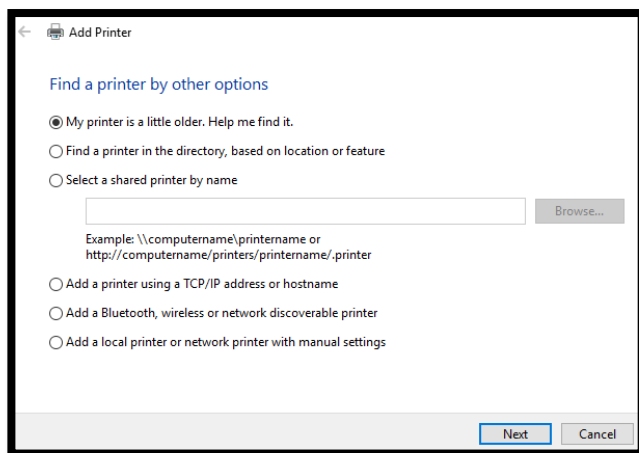 Add Printer
Find a printer by other options
My printer is a little older. Help me find it.
Find a printer in the directory, based on location or feature
Select a shared printer by name
Browse...
Example: \\computername\printername or
http://computername/printers/printername/.printer
Add a printer using a TCP/IP address or hostname
Add a Bluetooth, wireless or network discoverable printer
Add a local printer or network printer with manual settings
Next Cancel